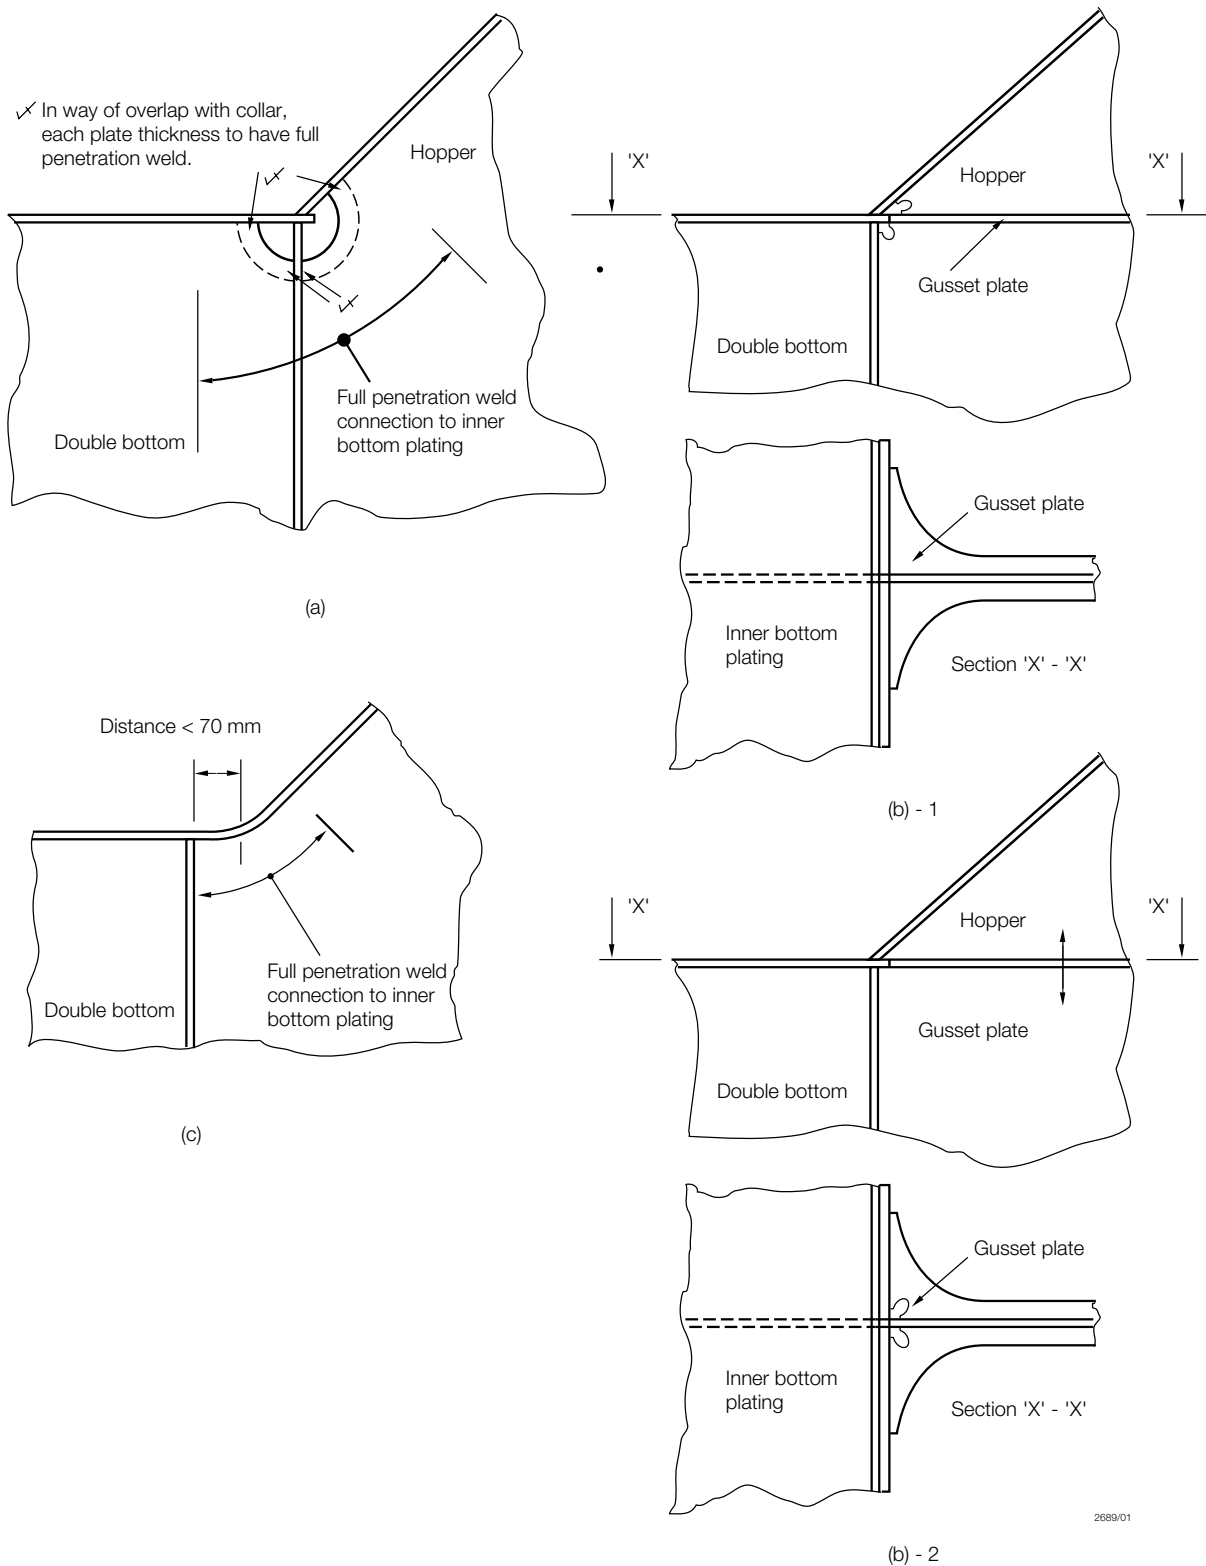 In way of overlap with collar,
each plate thickness to have full
penetration weld.
Hopper
Full penetration weld
connection to inner
bottom plating
Double bottom
(a)
'X'
'X'
Hopper
Gusset plate
Double bottom
Gusset plate
Inner bottom
plating
Section 'X' - 'X'
(b) - 1
Distance < 70 mm
Full penetration weld
connection to inner
bottom plating
Double bottom
(c)
'X'
'X'
Hopper
Gusset plate
Double bottom
Gusset plate
Inner bottom
plating
Section 'X' - 'X'
2689/01
(b) - 2